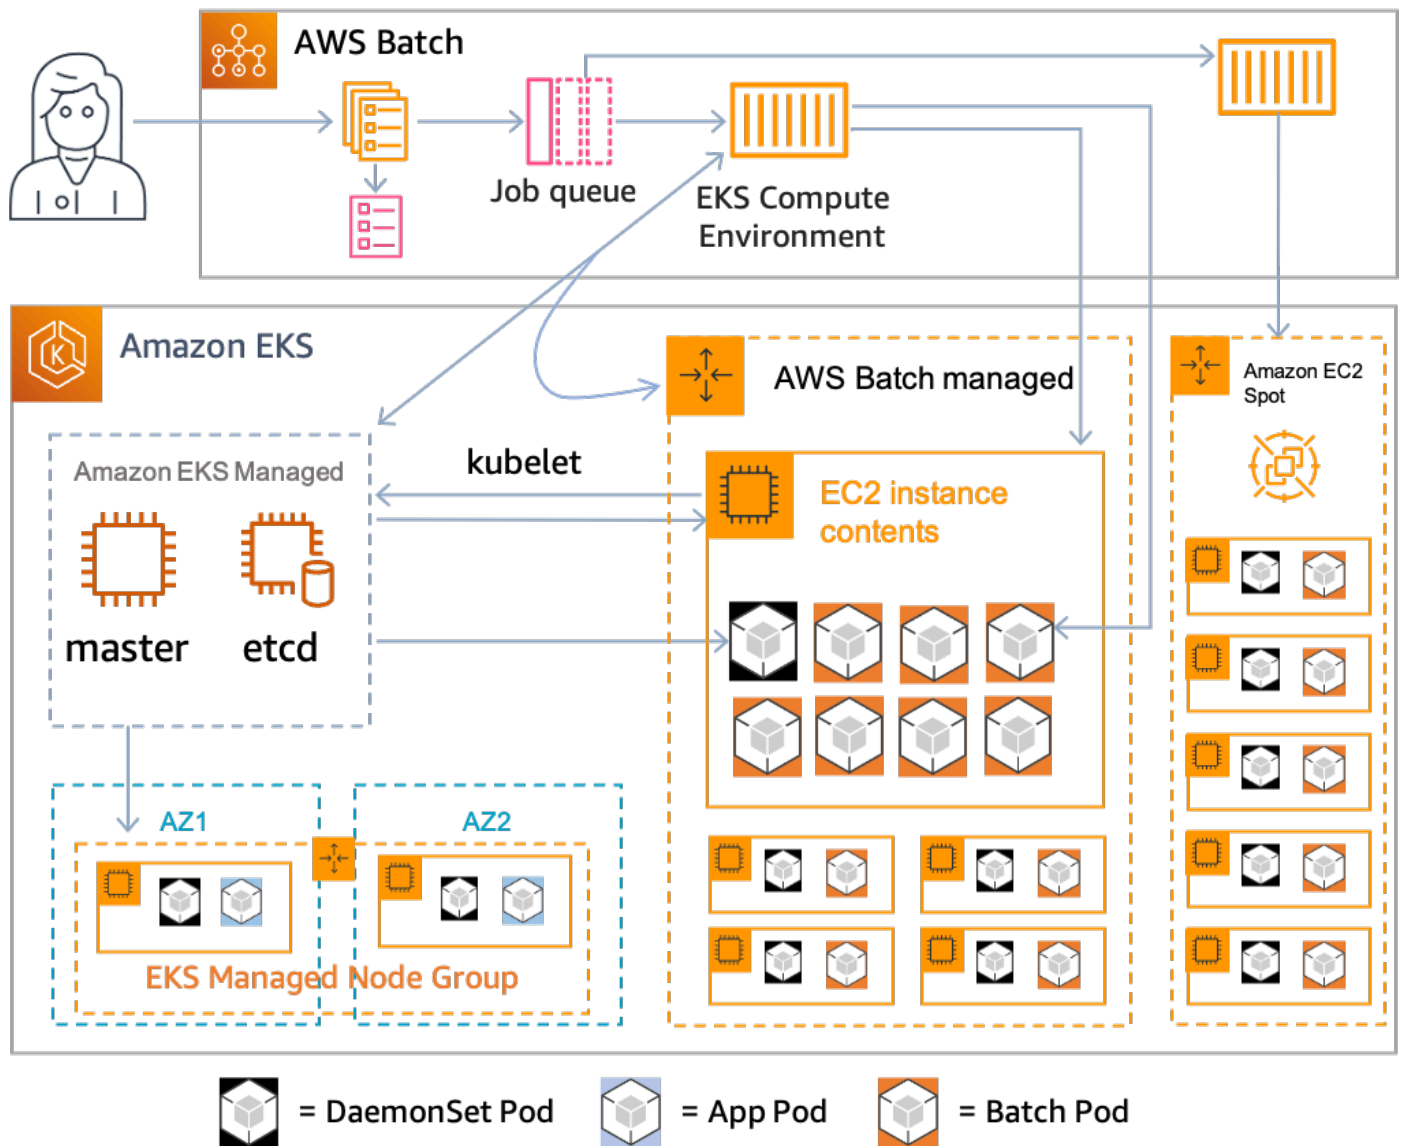 AWS Batch
Job queue
EKS Compute
Environment
Amazon EKS
K
AWS Batch managed
Amazon EC2
Spot
Amazon EKS Managed
kubelet
EC2 instance
contents
master
etcd
AZ1
AZ2
EKS Managed Node Group
= DaemonSet Pod
= App Pod
= Batch Pod